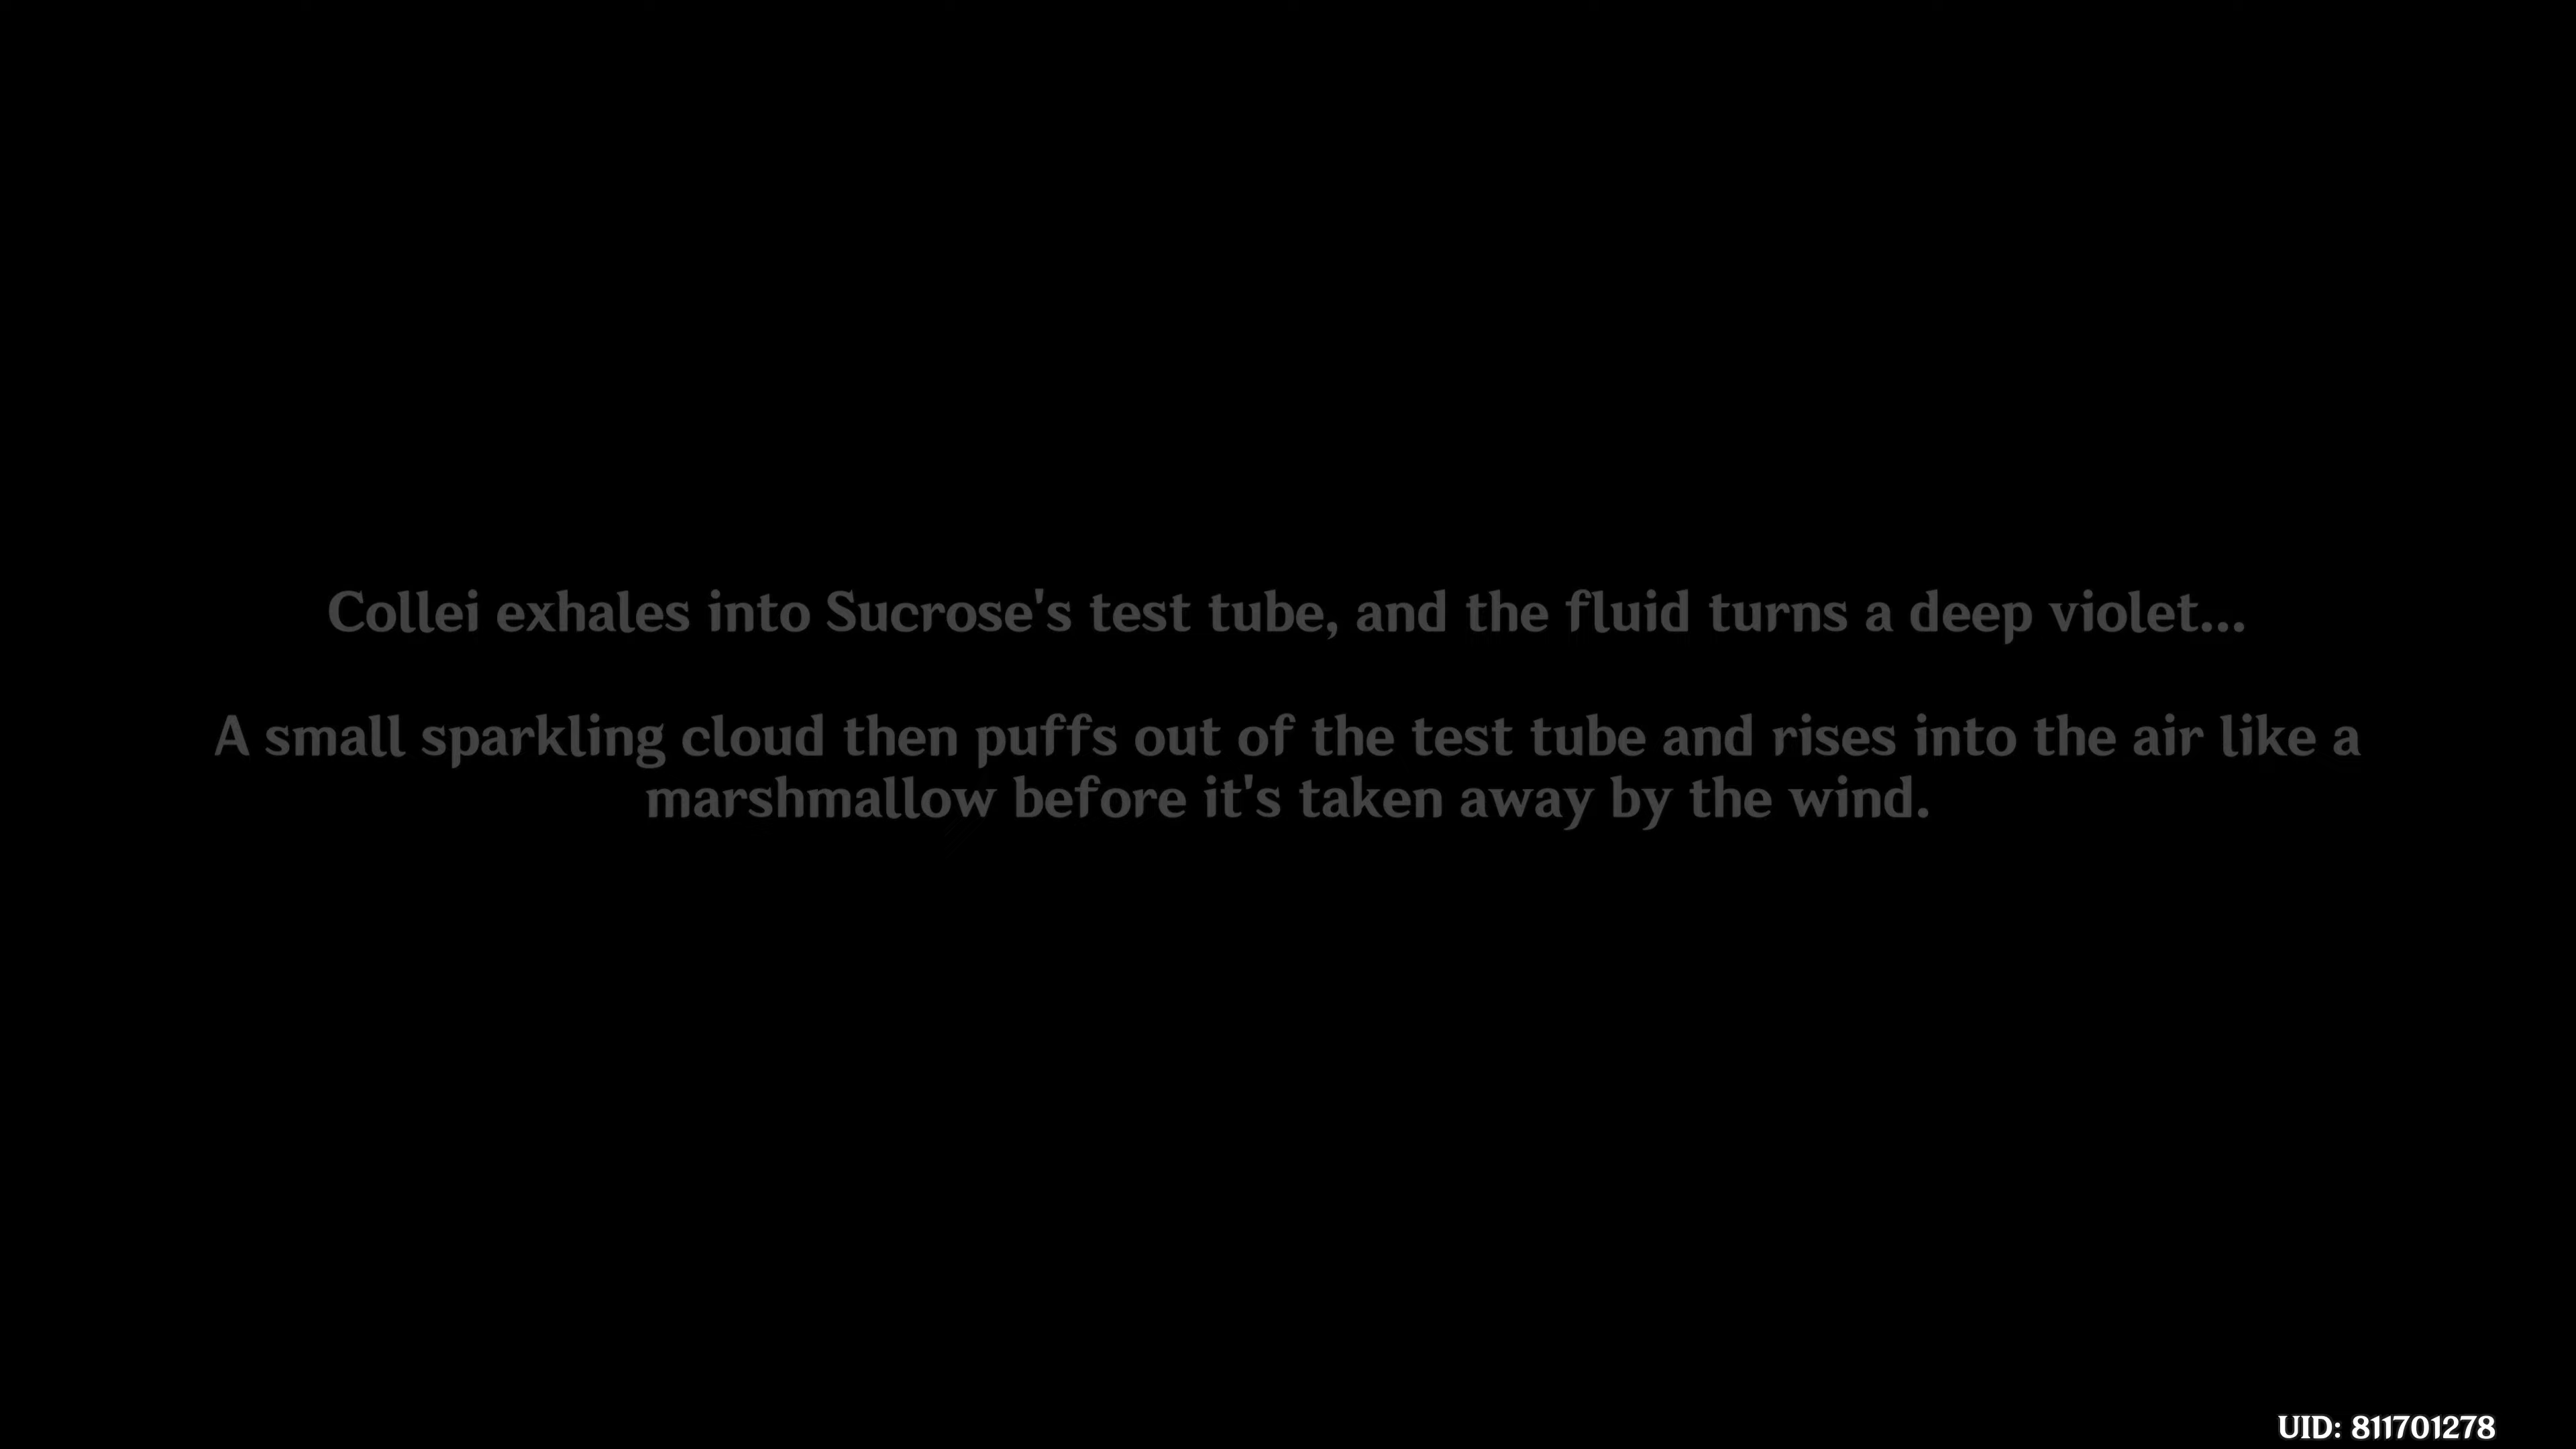 Collei exhales into Sucrose's test tube, and the fluid turns a deep violet...
A small sparkling cloud then puffs out of the test tube and rises into the air like a
marshmallow before it's taken away by the wind.
UID: 811701278